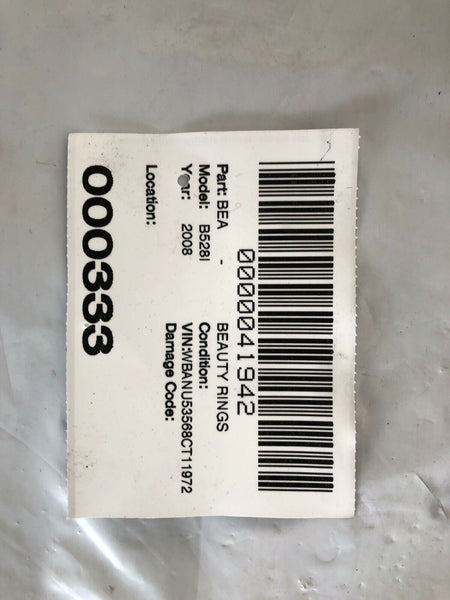 0000041942
Part: BEA - BEAUTY RINGS
Model: B528I Condition:
Year: 2008 VIN:WBANU53568CT11972
Damage Code:
Location:
000333